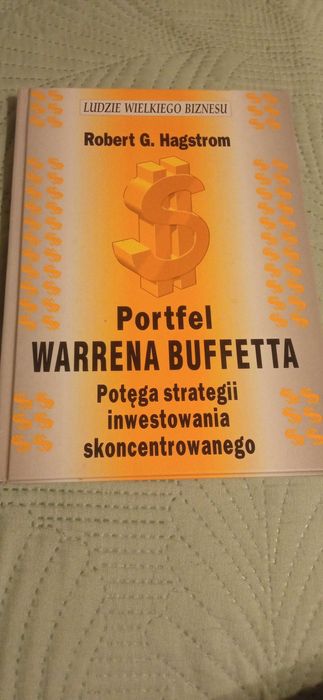 LUDZIE WIELKIEGO BIZNESU
Robert G. Hagstrom
$
Portfel
WARRENA BUFFETTA
Potęga strategii
inwestowania
skoncentrowanego